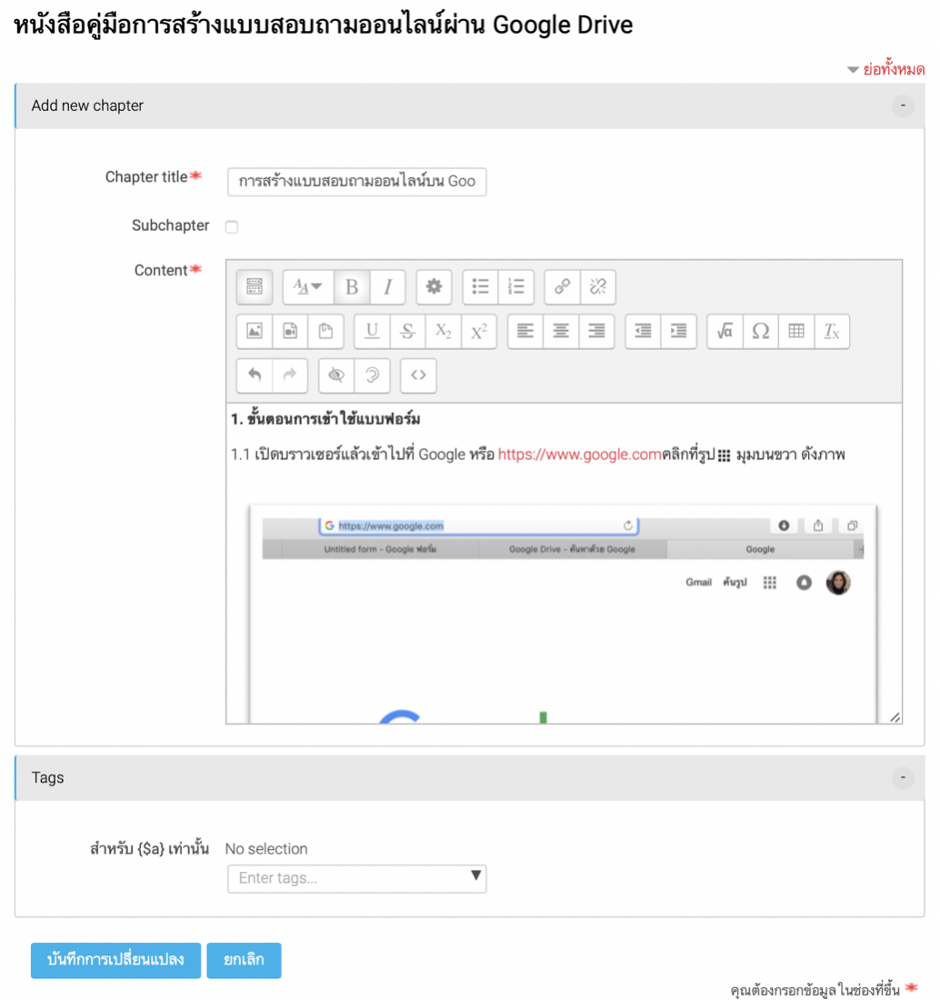 หนังสือคู่มือการสร้างแบบสอบถามออนไลน์ผ่าน Google Drive
ย่อทั้งหมด
Add new chapter
Chapter title
การสร้างแบบสอบถามออนไลน์บน Goo
Subchapter
Content
1. ขั้นตอนการเข้าใช้แบบฟอร์ม
1.1 เปิดบราวเซอร์แล้วเข้าไปที่ Google หรือ https://www.google.comคลิกที่รูป มุมบนขวา ดังภาพ
https://www.google.com
Untitled form - Google ฟอร์ม Google Drive - ค้นหาด้วย Google Google
Gmail ค้นรูป
Tags
สำหรับ {$a} เท่านั้น No selection
Enter tags...
บันทึกการเปลี่ยนแปลง ยกเลิก
คุณต้องกรอกข้อมูลในช่องที่ขึ้น